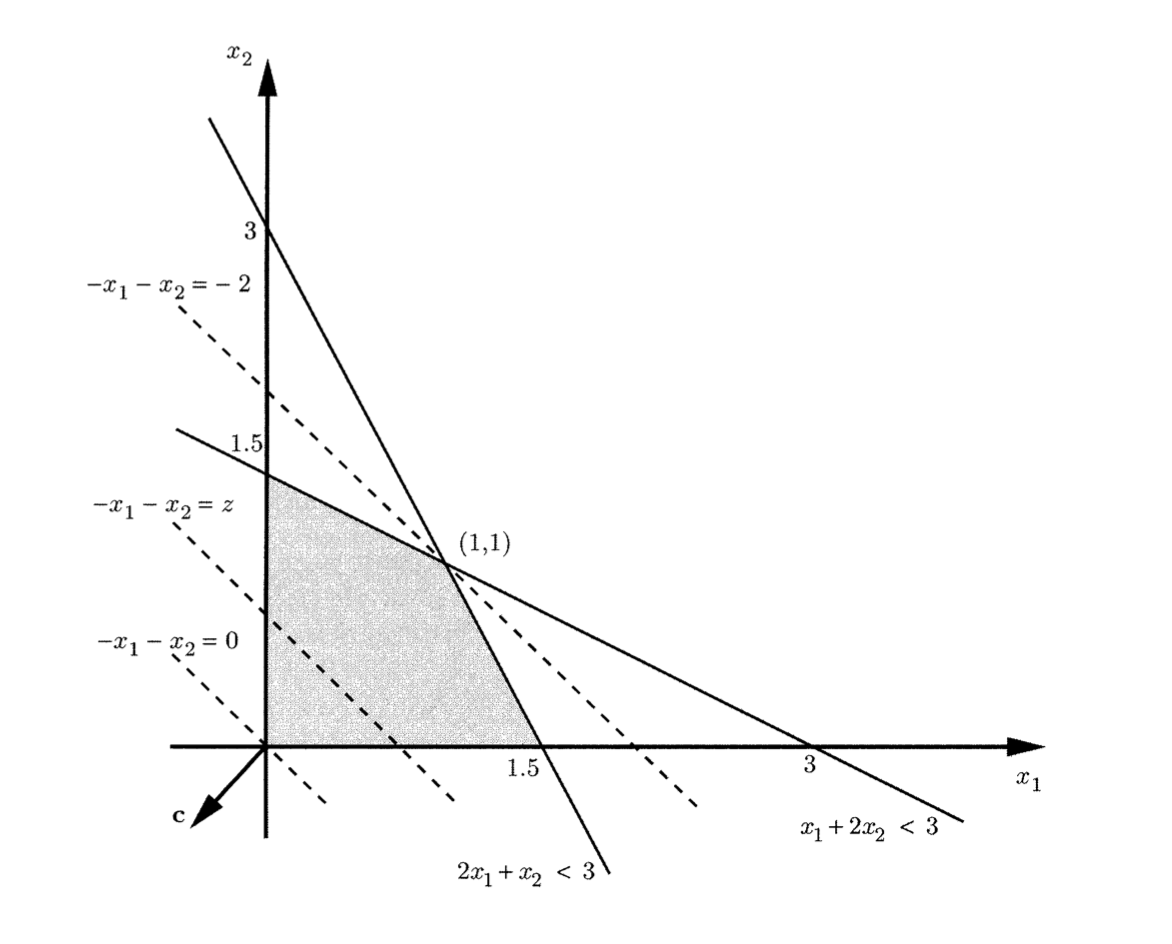 x₂
3
−x₁ − x₂ = − 2
1.5
−x₁ − x₂ = z
(1,1)
−x₁ − x₂ = 0
1.5
3
x₁
c
x₁ + 2x₂ < 3
2x₁ + x₂ < 3